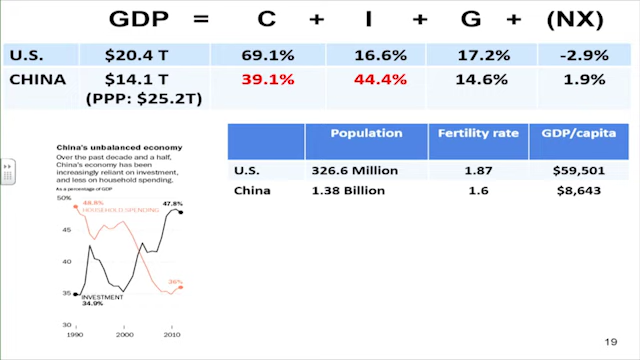 GDP = C + I + G + (NX)
U.S. $20.4 T 69.1% 16.6% 17.2% -2.9%
CHINA $14.1 T 39.1% 44.4% 14.6% 1.9%
(PPP: $25.2T)
Population Fertility rate GDP/capita
U.S. 326.6 Million 1.87 $59,501
China 1.38 Billion 1.6 $8,643
China's unbalanced economy
Over the past decade and a half,
China's economy has been
increasingly reliant on investment,
and less on household spending.
As a percentage of GDP
50%
48.8% 47.8%
HOUSEHOLD SPENDING
45
40
36%
35
INVESTMENT
34.9%
30
1990 2000 2010
19